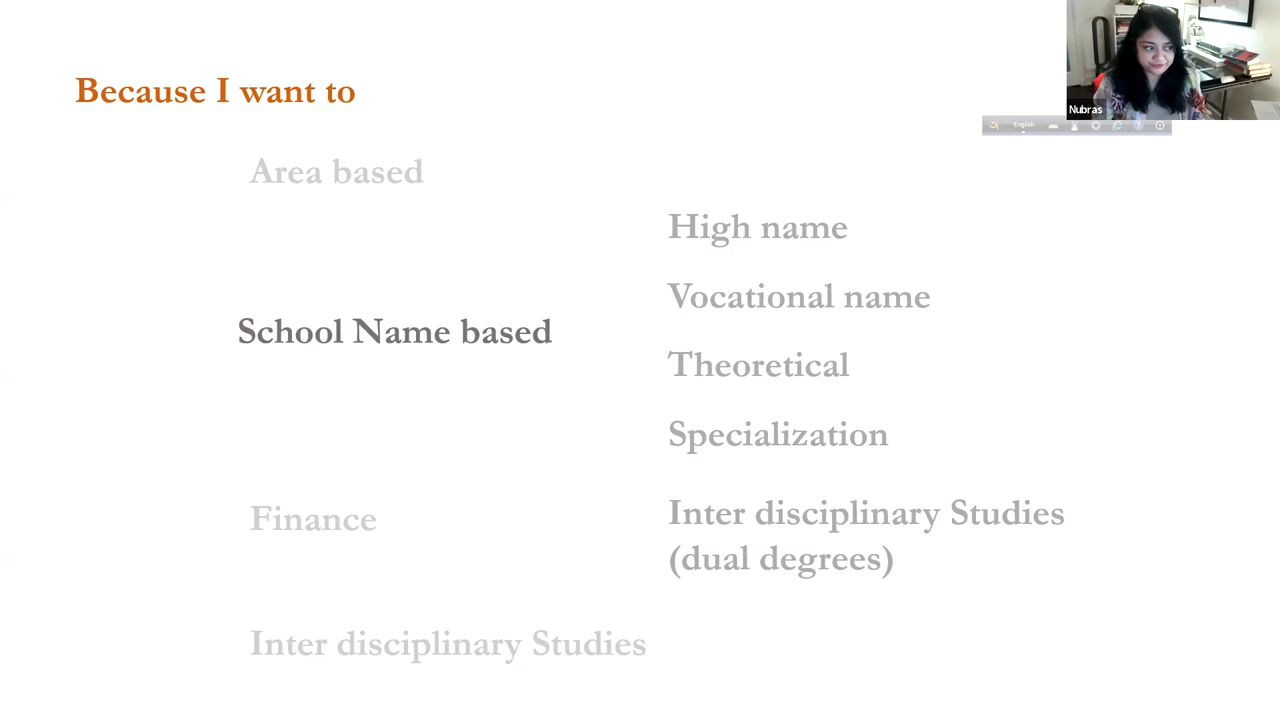 Because I want to
Nubras
English
Area based
High name
Vocational name
School Name based
Theoretical
Specialization
Finance
Inter disciplinary Studies
(dual degrees)
Inter disciplinary Studies